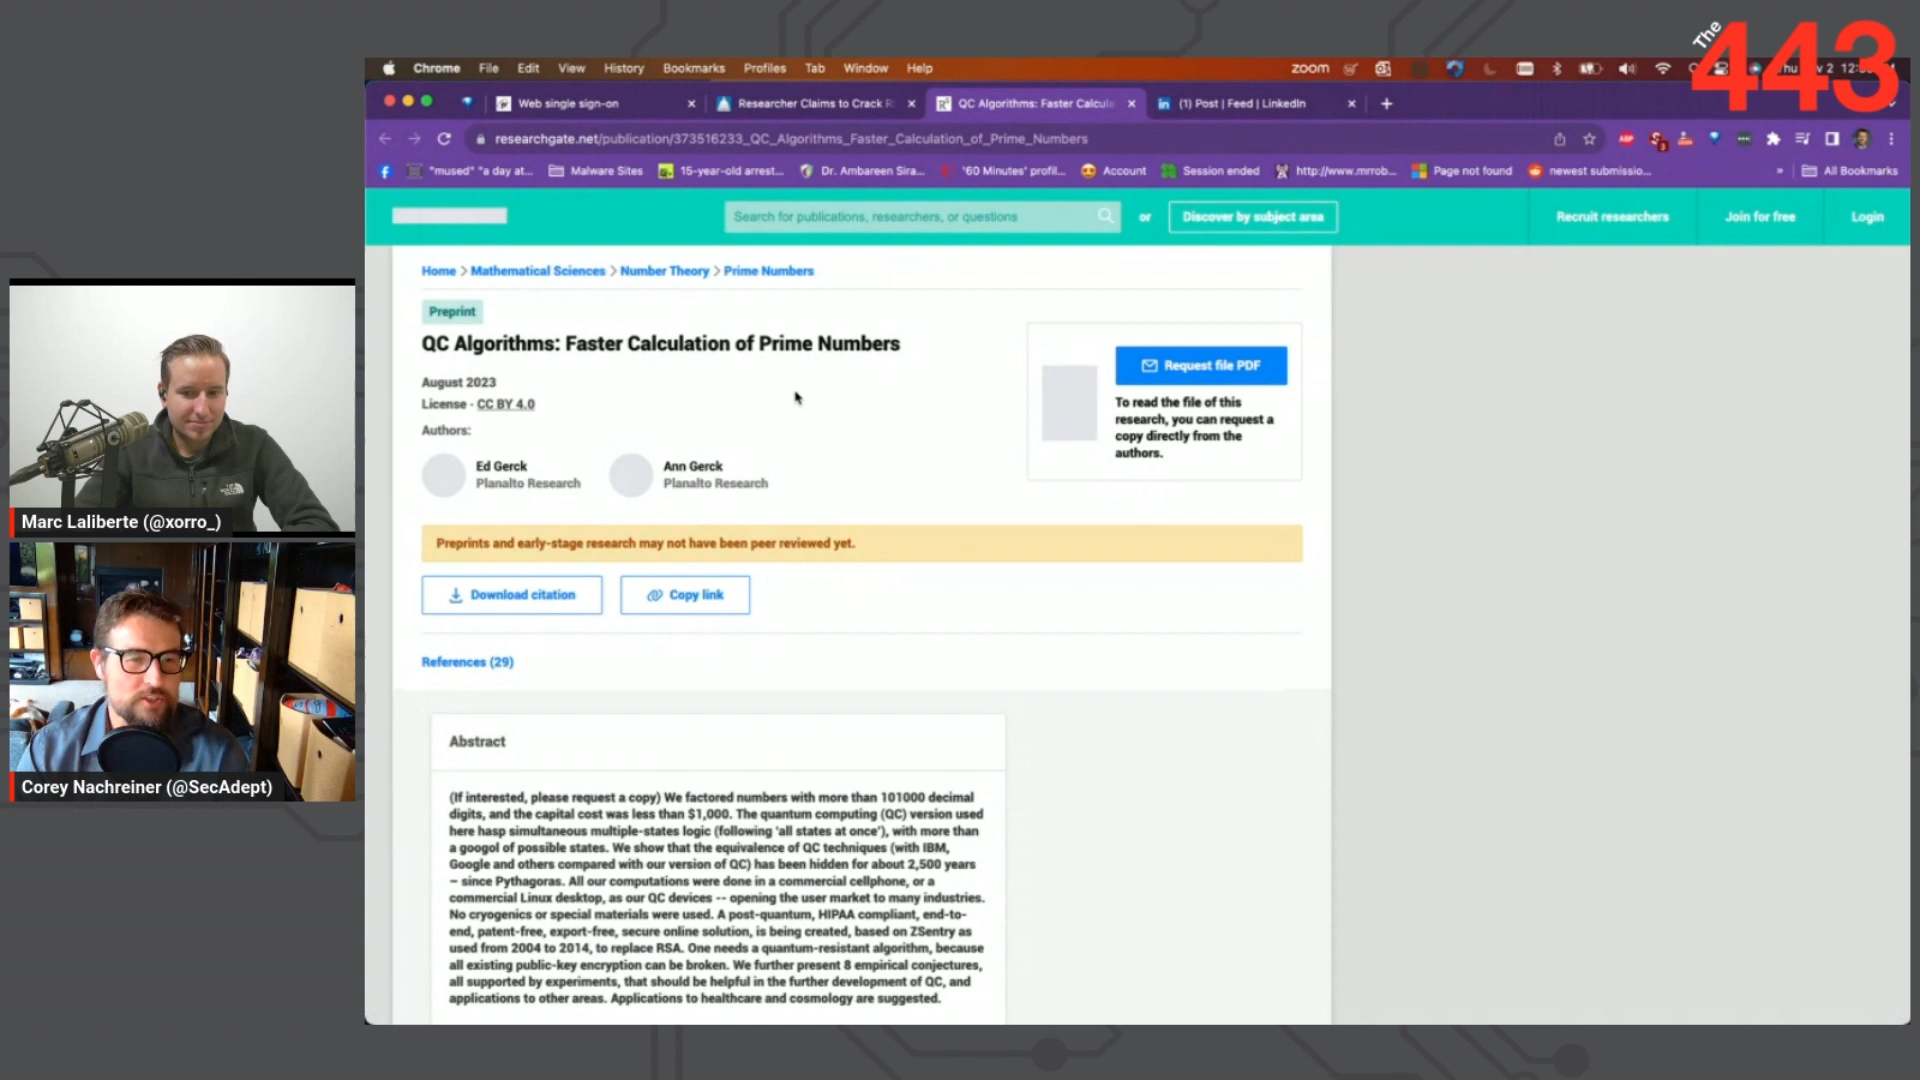 The
443
Chrome File Edit View History Bookmarks Profiles Tab Window Help
zoom
Web single sign-on
Researcher Claims to Crack R
QC Algorithms: Faster Calcula
(1) Post | Feed | LinkedIn
researchgate.net/publication/373516233_QC_Algorithms_Faster_Calculation_of_Prime_Numbers
"mused" "a day at... Malware Sites 15-year-old arrest... Dr. Ambareen Sira... '60 Minutes' profil... Account Session ended http://www.mrrob... Page not found newest submissio... » All Bookmarks
Search for publications, researchers, or questions
or
Discover by subject area
Recruit researchers
Join for free
Login
Home > Mathematical Sciences > Number Theory > Prime Numbers
Preprint
QC Algorithms: Faster Calculation of Prime Numbers
August 2023
License - CC BY 4.0
Authors:
Ed Gerck
Planalto Research
Ann Gerck
Planalto Research
Request file PDF
To read the file of this
research, you can request a
copy directly from the
authors.
Preprints and early-stage research may not have been peer reviewed yet.
Download citation
Copy link
References (29)
Abstract
(If interested, please request a copy) We factored numbers with more than 101000 decimal
digits, and the capital cost was less than $1,000. The quantum computing (QC) version used
here hasp simultaneous multiple-states logic (following 'all states at once'), with more than
a googol of possible states. We show that the equivalence of QC techniques (with IBM,
Google and others compared with our version of QC) has been hidden for about 2,500 years
– since Pythagoras. All our computations were done in a commercial cellphone, or a
commercial Linux desktop, as our QC devices -- opening the user market to many industries.
No cryogenics or special materials were used. A post-quantum, HIPAA compliant, end-to-
end, patent-free, export-free, secure online solution, is being created, based on ZSentry as
used from 2004 to 2014, to replace RSA. One needs a quantum-resistant algorithm, because
all existing public-key encryption can be broken. We further present 8 empirical conjectures,
all supported by experiments, that should be helpful in the further development of QC, and
applications to other areas. Applications to healthcare and cosmology are suggested.
Marc Laliberte (@xorro_)
Corey Nachreiner (@SecAdept)